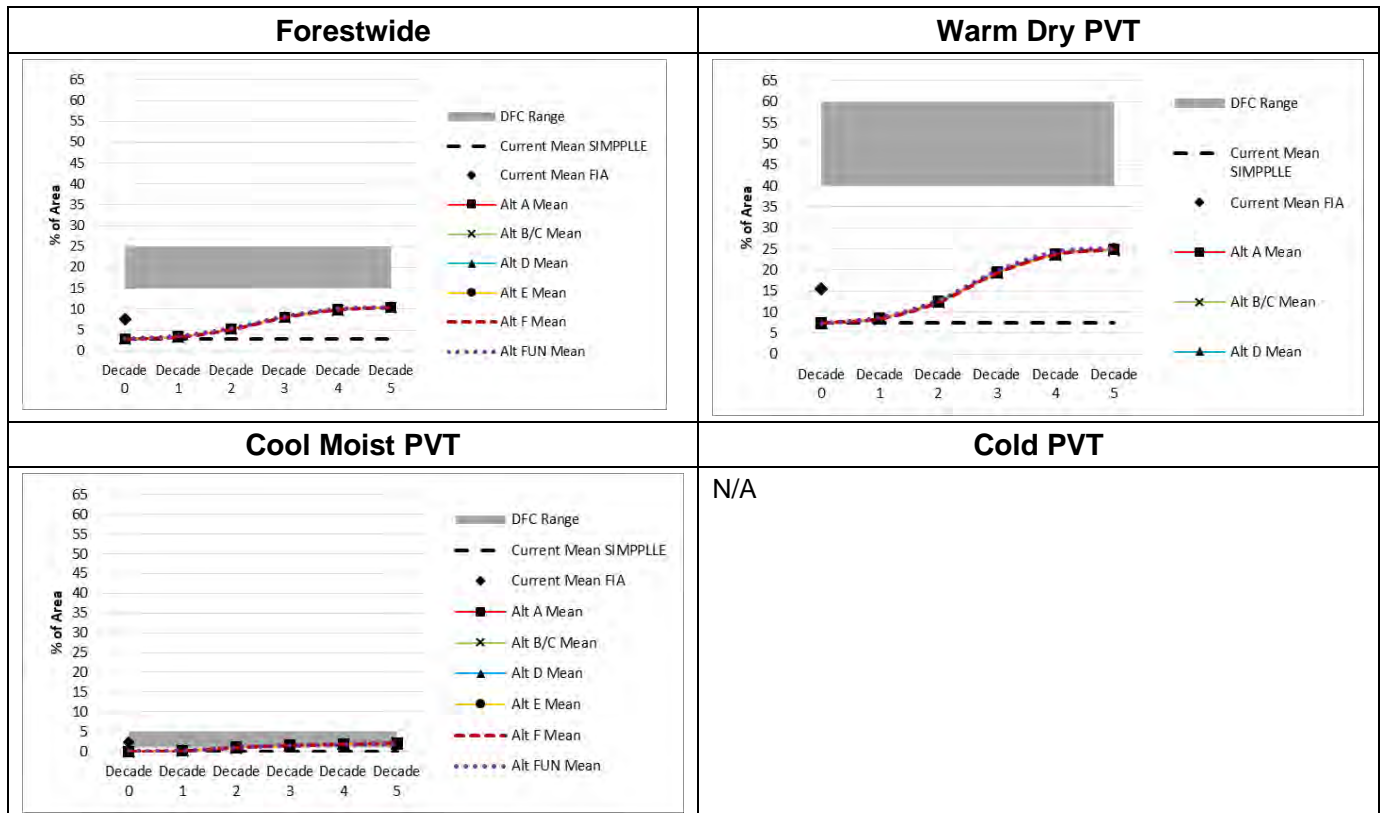 Forestwide
65
60
55
50
45
40
35
30
25
20
15
10
5
0
% of Area
Decade 0
Decade 1
Decade 2
Decade 3
Decade 4
Decade 5
DFC Range
Current Mean SIMPPLLE
Current Mean FIA
Alt A Mean
Alt B/C Mean
Alt D Mean
Alt E Mean
Alt F Mean
Alt FUN Mean
Warm Dry PVT
65
60
55
50
45
40
35
30
25
20
15
10
5
0
% of Area
Decade 0
Decade 1
Decade 2
Decade 3
Decade 4
Decade 5
DFC Range
Current Mean
SIMPPLLE
Current Mean FIA
Alt A Mean
Alt B/C Mean
Alt D Mean
Cool Moist PVT
65
60
55
50
45
40
35
30
25
20
15
10
5
0
% of Area
Decade 0
Decade 1
Decade 2
Decade 3
Decade 4
Decade 5
DFC Range
Current Mean SIMPPLLE
Current Mean FIA
Alt A Mean
Alt B/C Mean
Alt D Mean
Alt E Mean
Alt F Mean
Alt FUN Mean
Cold PVT
N/A